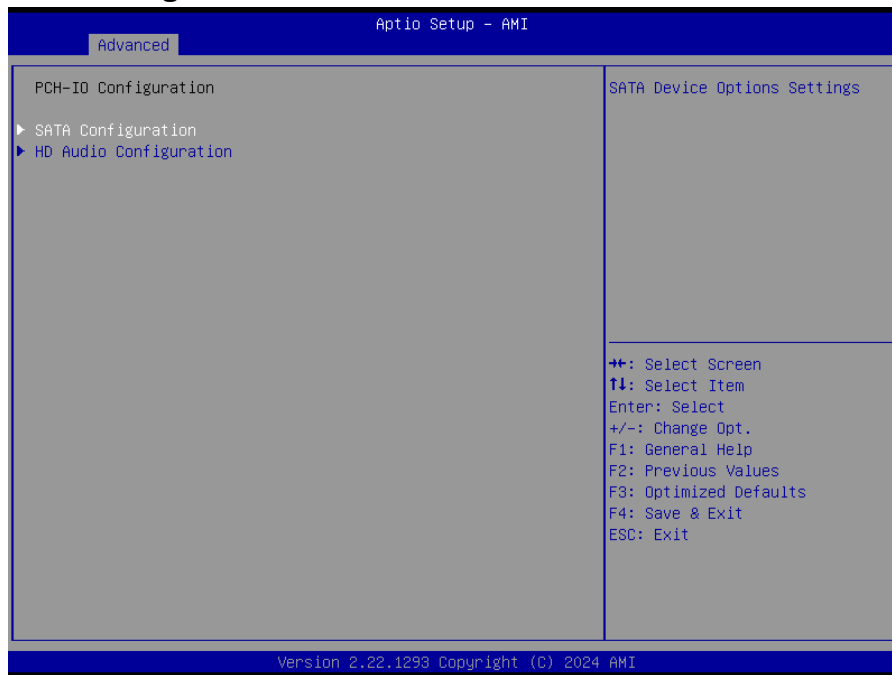 Aptio Setup – AMI
Advanced
PCH-IO Configuration
SATA Configuration
HD Audio Configuration
SATA Device Options Settings
→←: Select Screen
↑↓: Select Item
Enter: Select
+/-: Change Opt.
F1: General Help
F2: Previous Values
F3: Optimized Defaults
F4: Save & Exit
ESC: Exit
Version 2.22.1293 Copyright (C) 2024 AMI